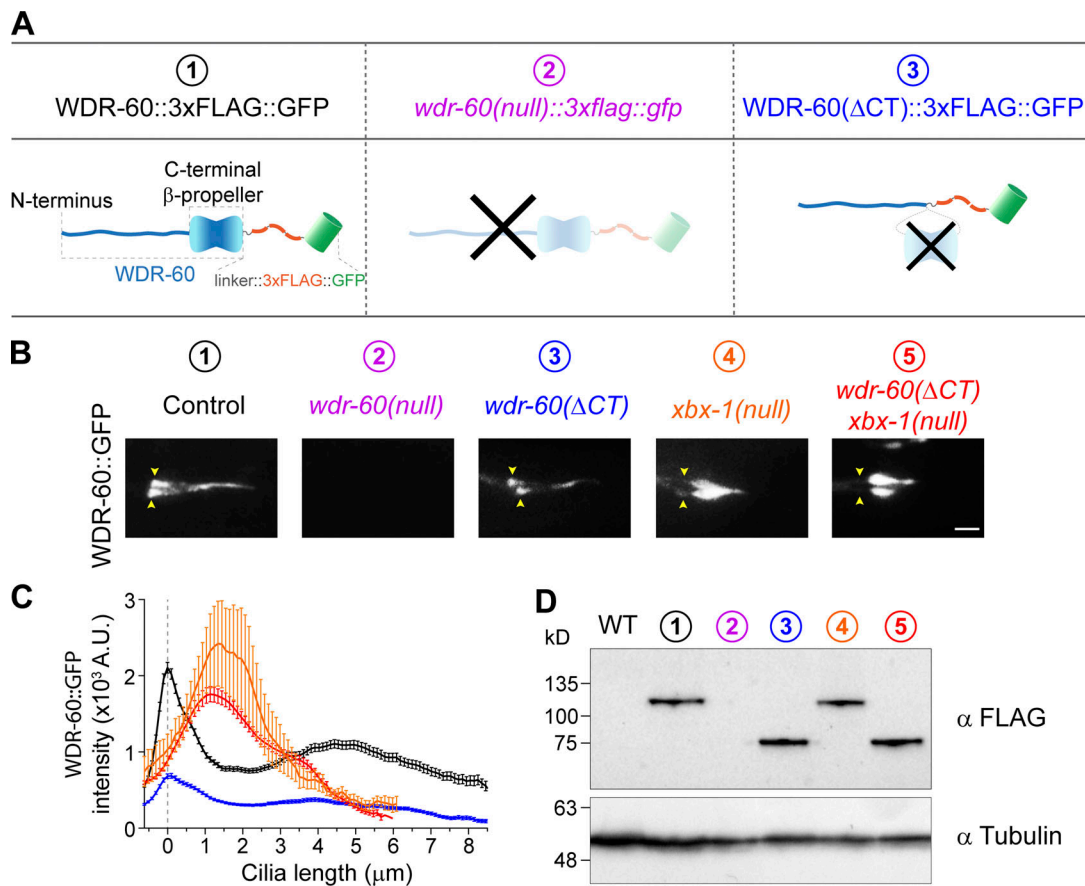 A
① ② ③
WDR-60::3xFLAG::GFP wdr-60(null)::3xflag::gfp WDR-60(ΔCT)::3xFLAG::GFP
C-terminal
β-propeller
N-terminus
WDR-60
linker::3xFLAG::GFP
B
① ② ③ ④ ⑤
Control wdr-60(null) wdr-60(ΔCT) xbx-1(null) wdr-60(ΔCT)
xbx-1(null)
WDR-60::GFP
C
WDR-60::GFP
intensity (x10³ A.U.)
3
2
1
0
0 1 2 3 4 5 6 7 8
Cilia length (μm)
D
kD WT ① ② ③ ④ ⑤
135
100
75
α FLAG
63
48
α Tubulin